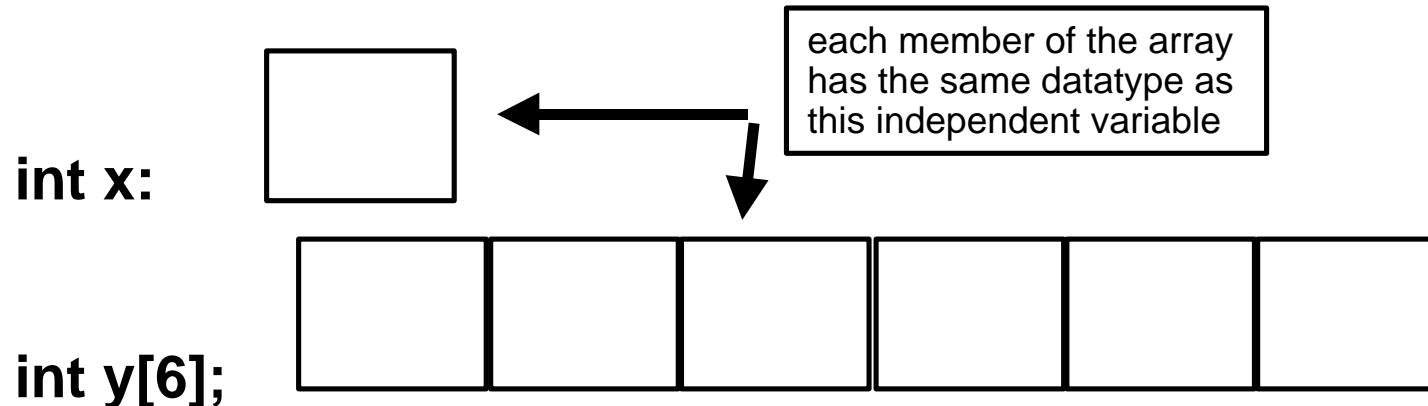 each member of the array
has the same datatype as
this independent variable
int x:
int y[6];